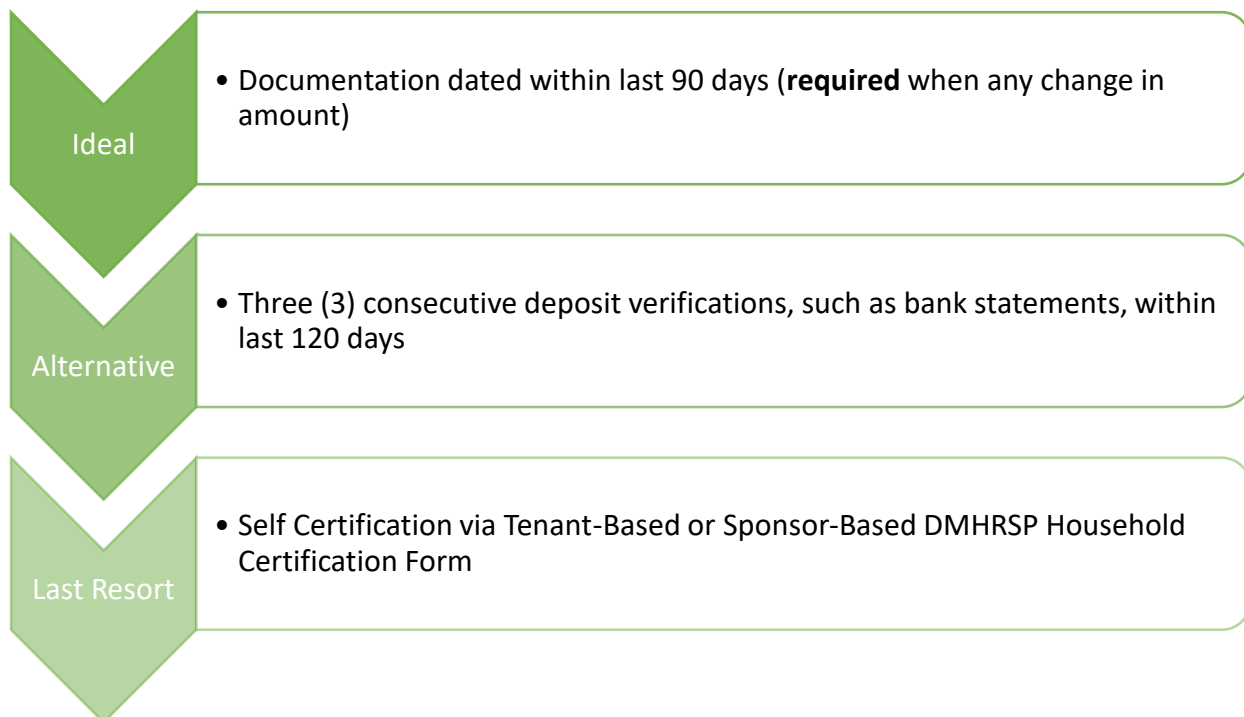 Ideal
• Documentation dated within last 90 days (required when any change in
amount)
Alternative
• Three (3) consecutive deposit verifications, such as bank statements, within
last 120 days
Last Resort
• Self Certification via Tenant-Based or Sponsor-Based DMHRSP Household
Certification Form